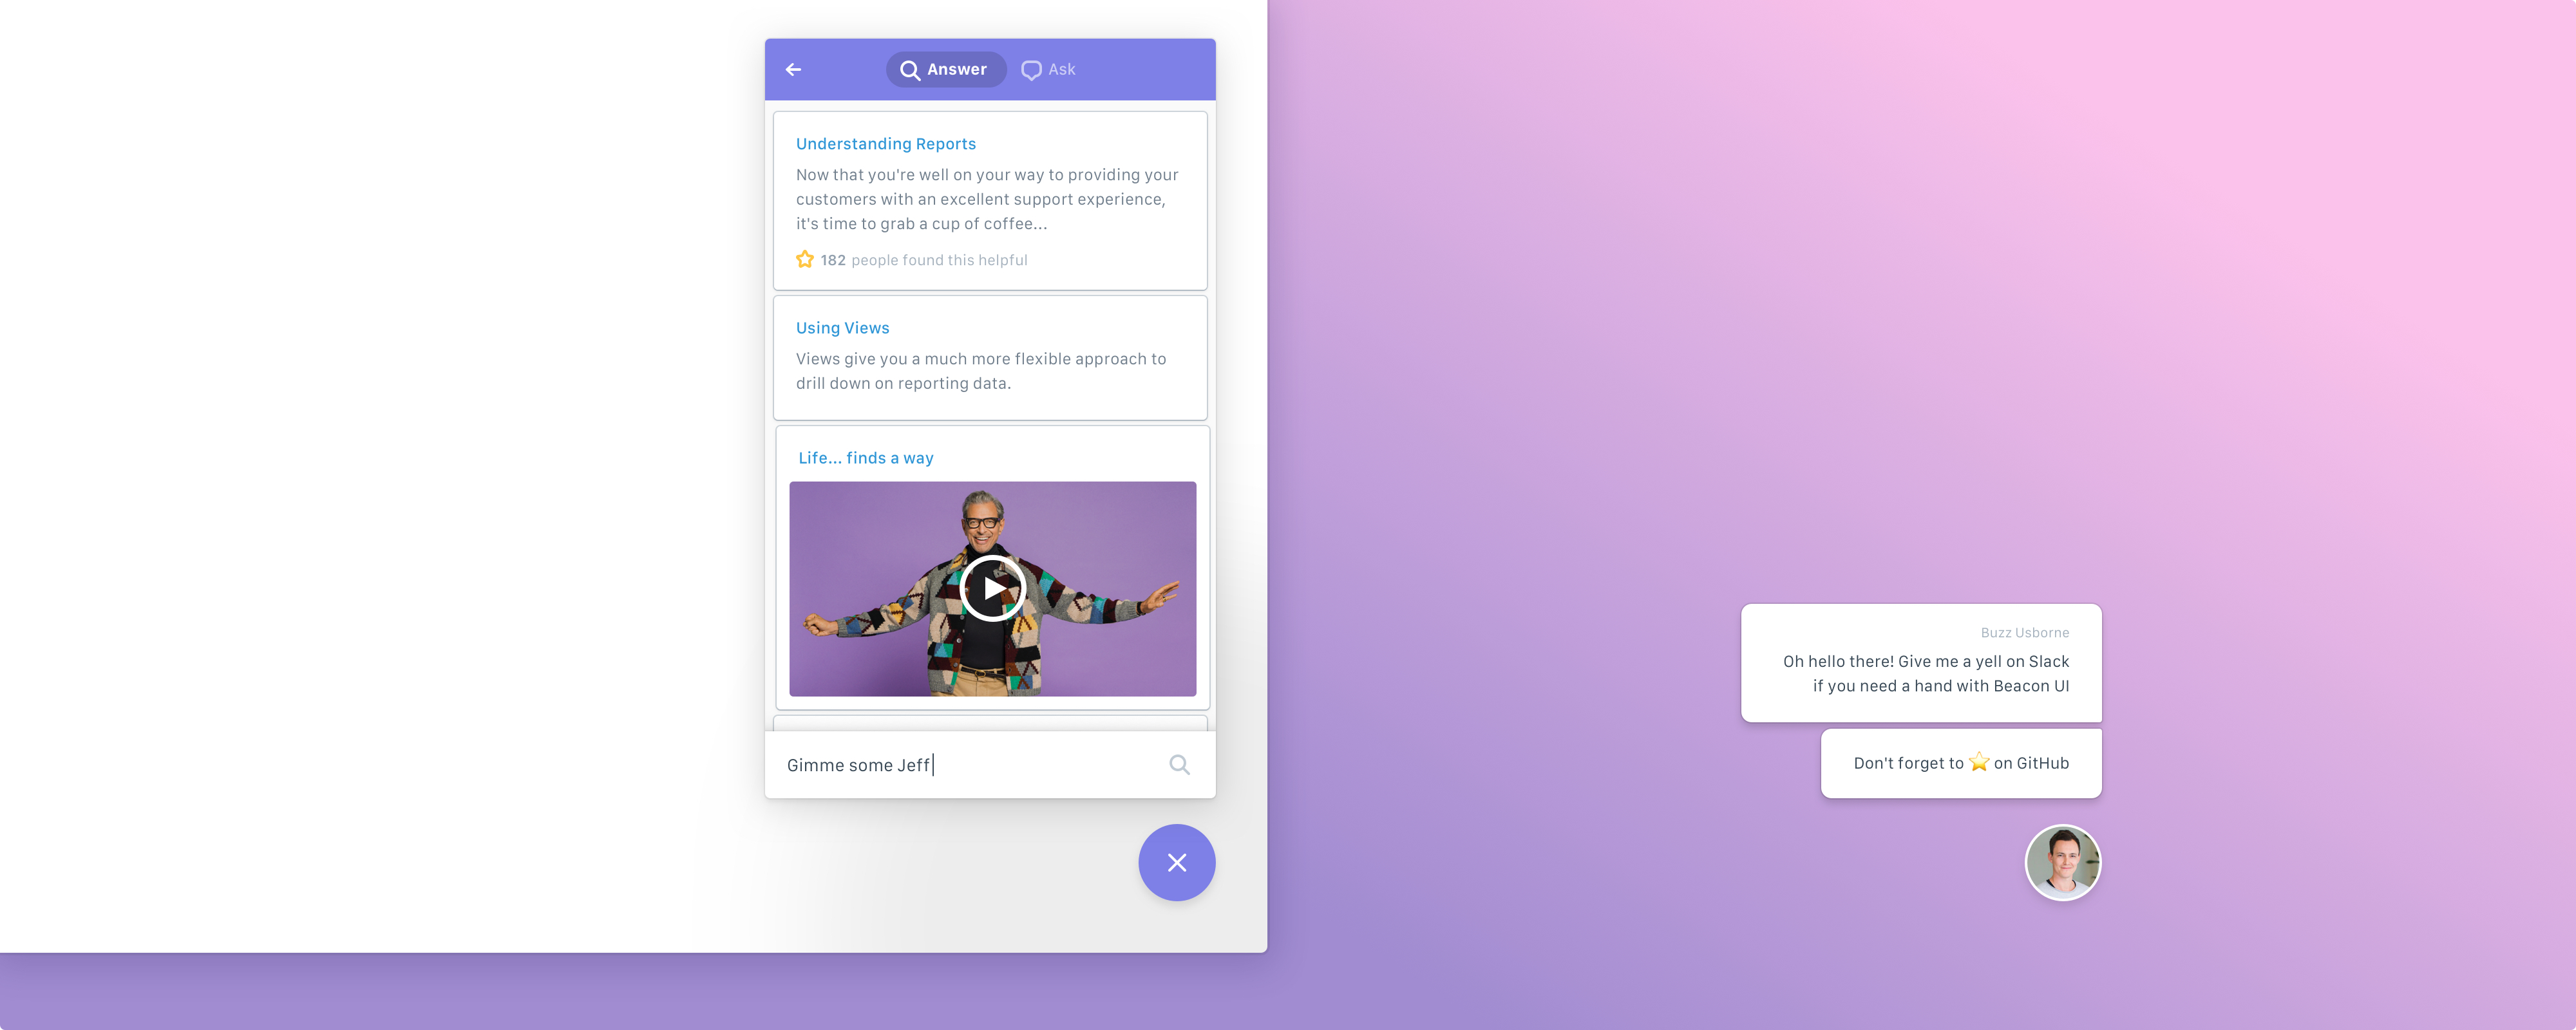 Answer
Ask
Understanding Reports
Now that you're well on your way to providing your
customers with an excellent support experience,
it's time to grab a cup of coffee...
182 people found this helpful
Using Views
Views give you a much more flexible approach to
drill down on reporting data.
Life... finds a way
Gimme some Jeff
Buzz Usborne
Oh hello there! Give me a yell on Slack
if you need a hand with Beacon UI
Don't forget to ⭐ on GitHub